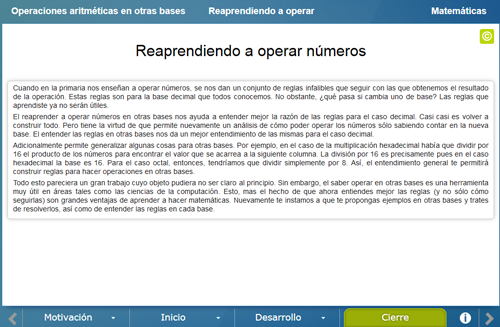 Operaciones aritméticas en otras bases Reaprendiendo a operar Matemáticas
©
Reaprendiendo a operar números
Cuando en la primaria nos enseñan a operar números, se nos dan un conjunto de reglas infalibles que seguir con las que obtenemos el resultado
de la operación. Estas reglas son para la base decimal que todos conocemos. No obstante, ¿qué pasa si cambia uno de base? Las reglas que
aprendiste ya no serán útiles.
El reaprender a operar números en otras bases nos ayuda a entender mejor la razón de las reglas para el caso decimal. Casi casi es volver a
construir todo. Pero tiene la virtud de que permite nuevamente un análisis de cómo poder operar los números sólo sabiendo contar en la nueva
base. El entender las reglas en otras bases nos da un mejor entendimiento de las mismas para el caso decimal.
Adicionalmente permite generalizar algunas cosas para otras bases. Por ejemplo, en el caso de la multiplicación hexadecimal había que dividir por
16 el producto de los números para encontrar el valor que se acarrea a la siguiente columna. La división por 16 es precisamente pues en el caso
hexadecimal la base es 16. Para el caso octal, entonces, tendríamos que dividir simplemente por 8. Así, el entendimiento general te permitirá
construir reglas para hacer operaciones en otras bases.
Todo esto pareciera un gran trabajo cuyo objeto pudiera no ser claro al principio. Sin embargo, el saber operar en otras bases es una herramienta
muy útil en áreas tales como las ciencias de la computación. Esto, mas el hecho de que ahora entiendes mejor las reglas (y no sólo cómo
seguirlas) son grandes ventajas de aprender a hacer matemáticas. Nuevamente te instamos a que te propongas ejemplos en otras bases y trates
de resolverlos, así como de entender las reglas en cada base.
Motivación Inicio Desarrollo Cierre i